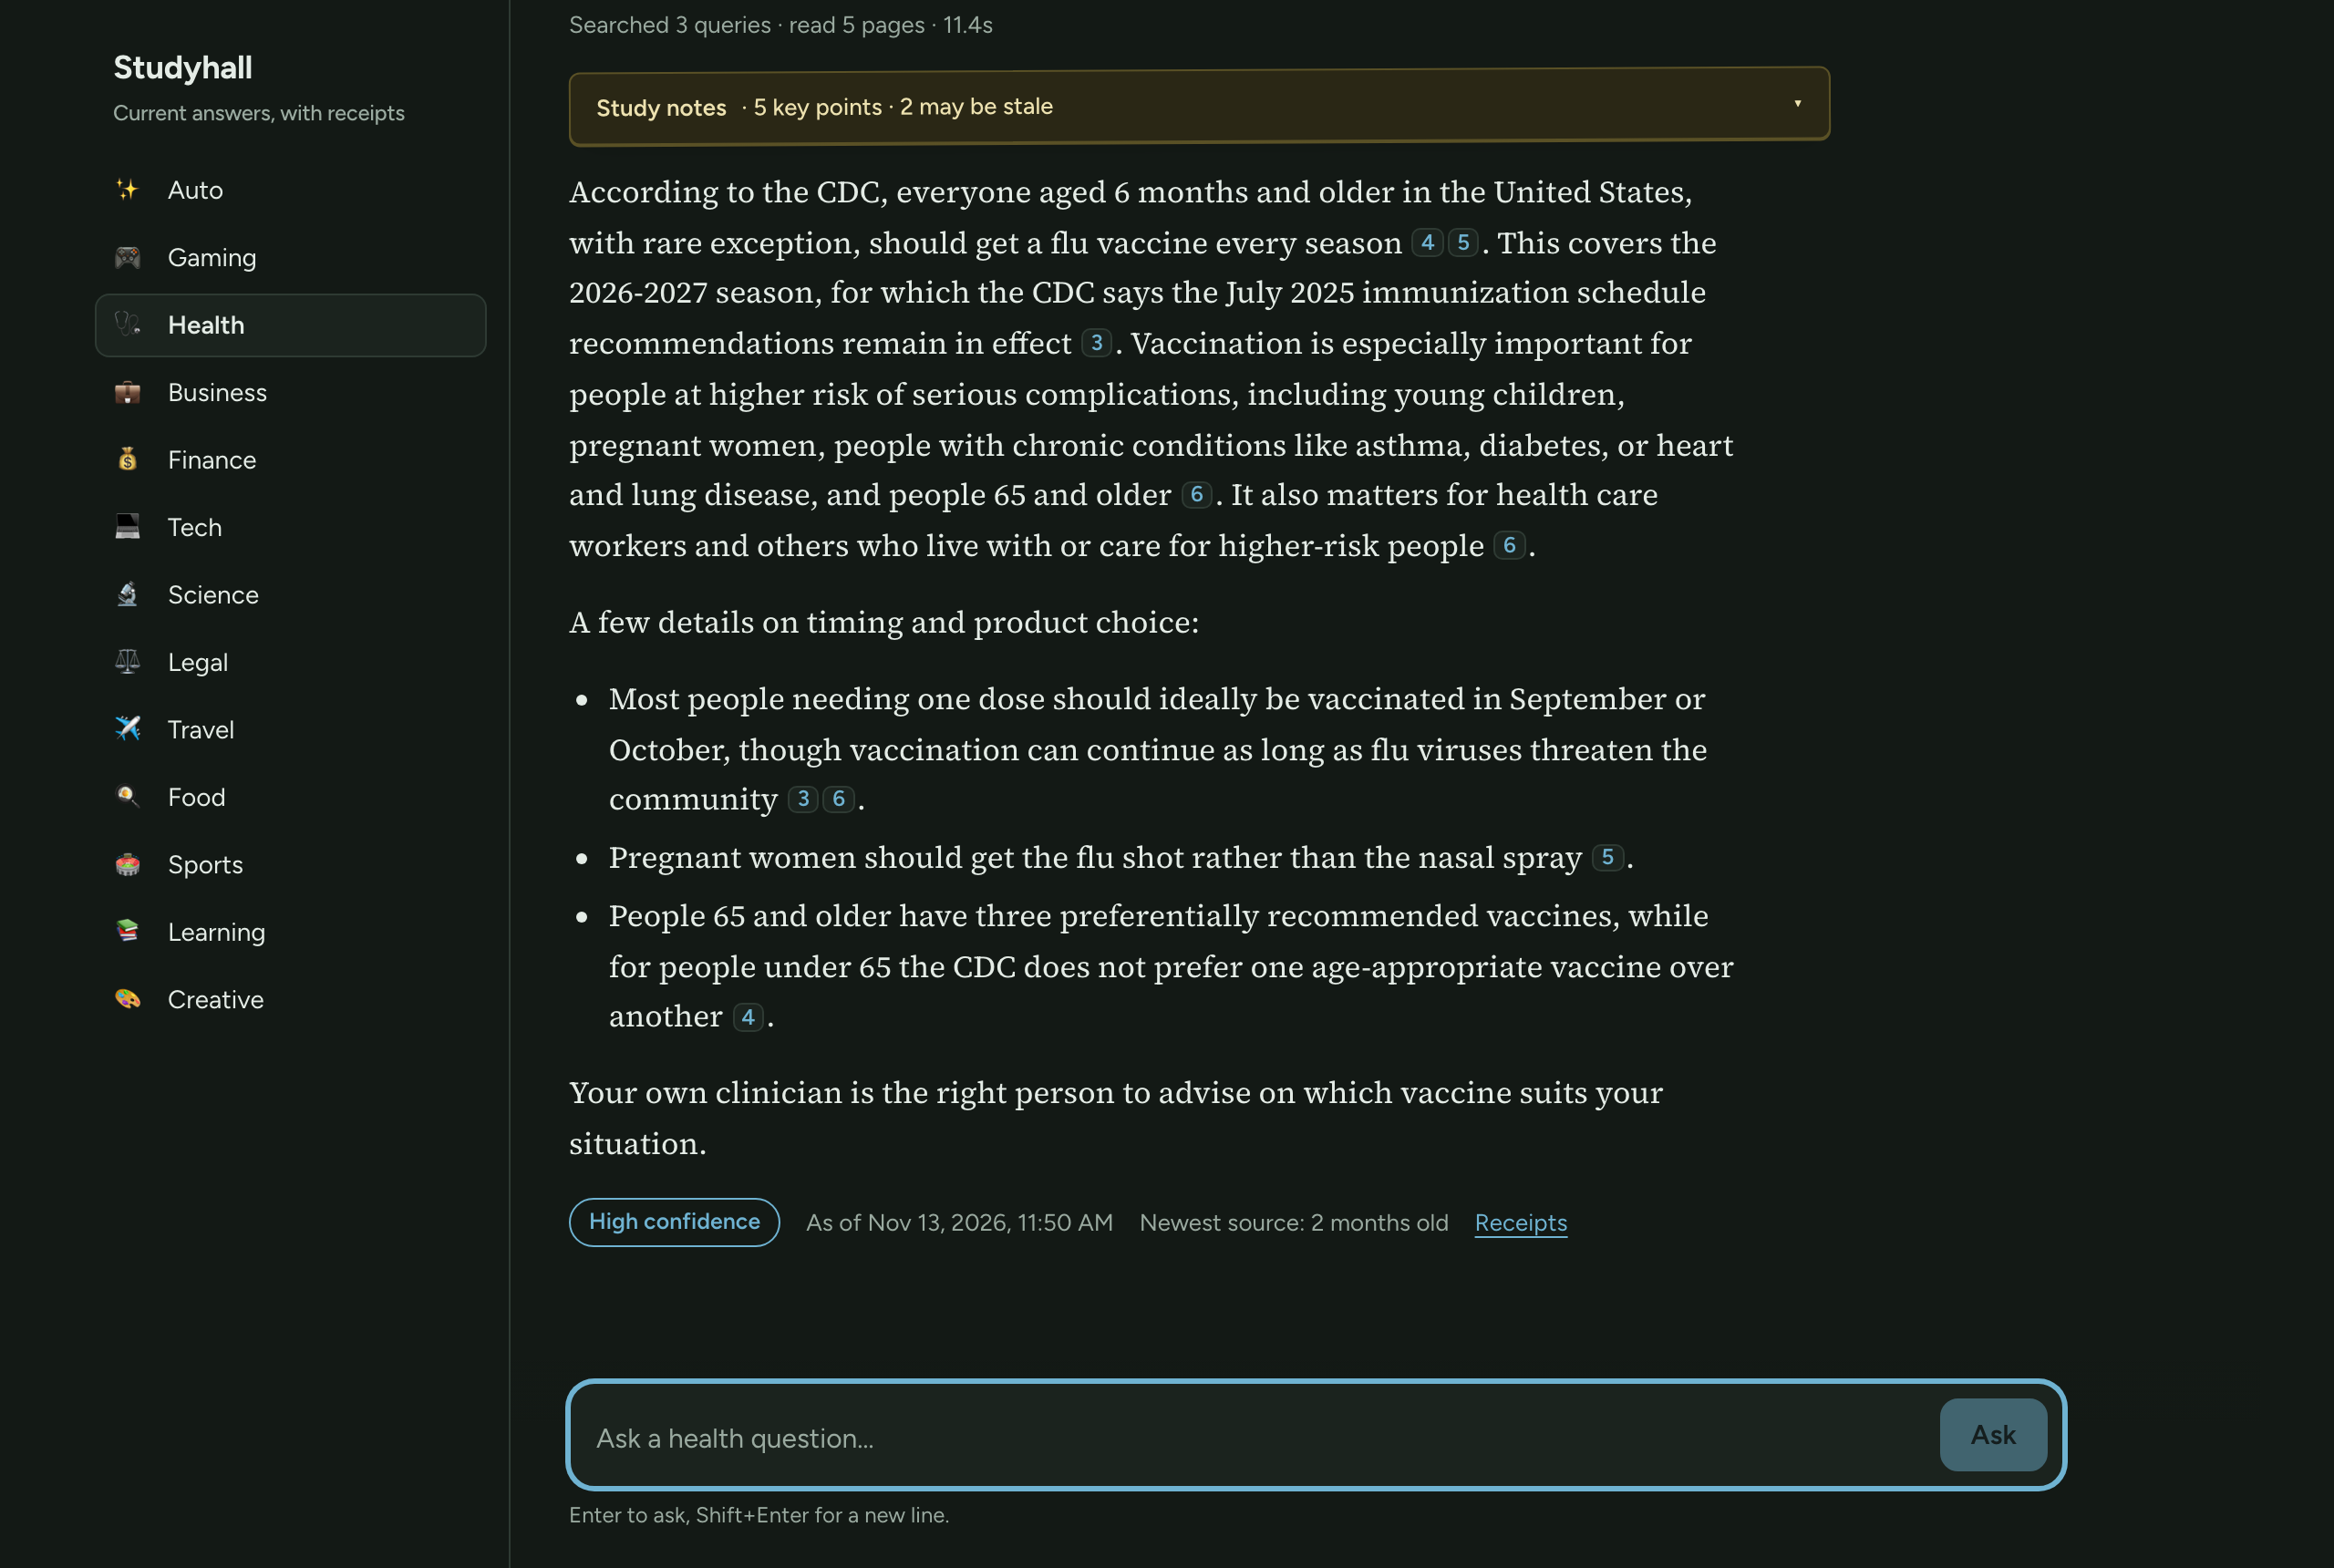 Studyhall
Current answers, with receipts
Auto
Gaming
Health
Business
Finance
Tech
Science
Legal
Travel
Food
Sports
Learning
Creative
Searched 3 queries · read 5 pages · 11.4s
Study notes · 5 key points · 2 may be stale
According to the CDC, everyone aged 6 months and older in the United States,
with rare exception, should get a flu vaccine every season 4 5. This covers the
2026-2027 season, for which the CDC says the July 2025 immunization schedule
recommendations remain in effect 3. Vaccination is especially important for
people at higher risk of serious complications, including young children,
pregnant women, people with chronic conditions like asthma, diabetes, or heart
and lung disease, and people 65 and older 6. It also matters for health care
workers and others who live with or care for higher-risk people 6.
A few details on timing and product choice:
• Most people needing one dose should ideally be vaccinated in September or
October, though vaccination can continue as long as flu viruses threaten the
community 3 6.
• Pregnant women should get the flu shot rather than the nasal spray 5.
• People 65 and older have three preferentially recommended vaccines, while
for people under 65 the CDC does not prefer one age-appropriate vaccine over
another 4.
Your own clinician is the right person to advise on which vaccine suits your
situation.
High confidence As of Nov 13, 2026, 11:50 AM Newest source: 2 months old Receipts
Ask a health question...
Ask
Enter to ask, Shift+Enter for a new line.